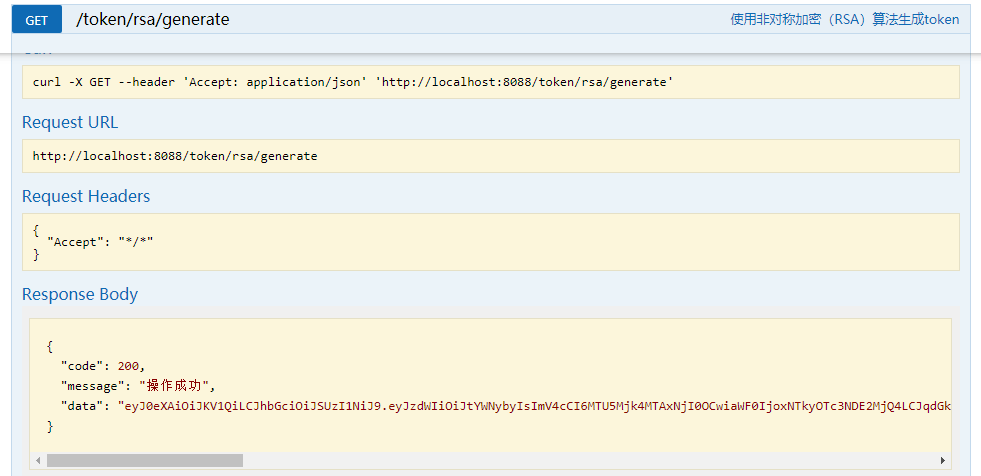 GET /token/rsa/generate 使用非对称加密（RSA）算法生成token
curl -X GET --header 'Accept: application/json' 'http://localhost:8088/token/rsa/generate'
Request URL
http://localhost:8088/token/rsa/generate
Request Headers
{
"Accept": "*/*"
}
Response Body
{
"code": 200,
"message": "操作成功",
"data": "eyJ0eXAiOiJKV1QiLCJhbGciOiJSUzI1NiJ9.eyJzdWIiOiJtYWNybyIsImV4cCI6MTU5Mjk4MTAxNjI0OCwiaWF0IjoxNTkyOTc3NDE2MjQ4LCJqdGk
}